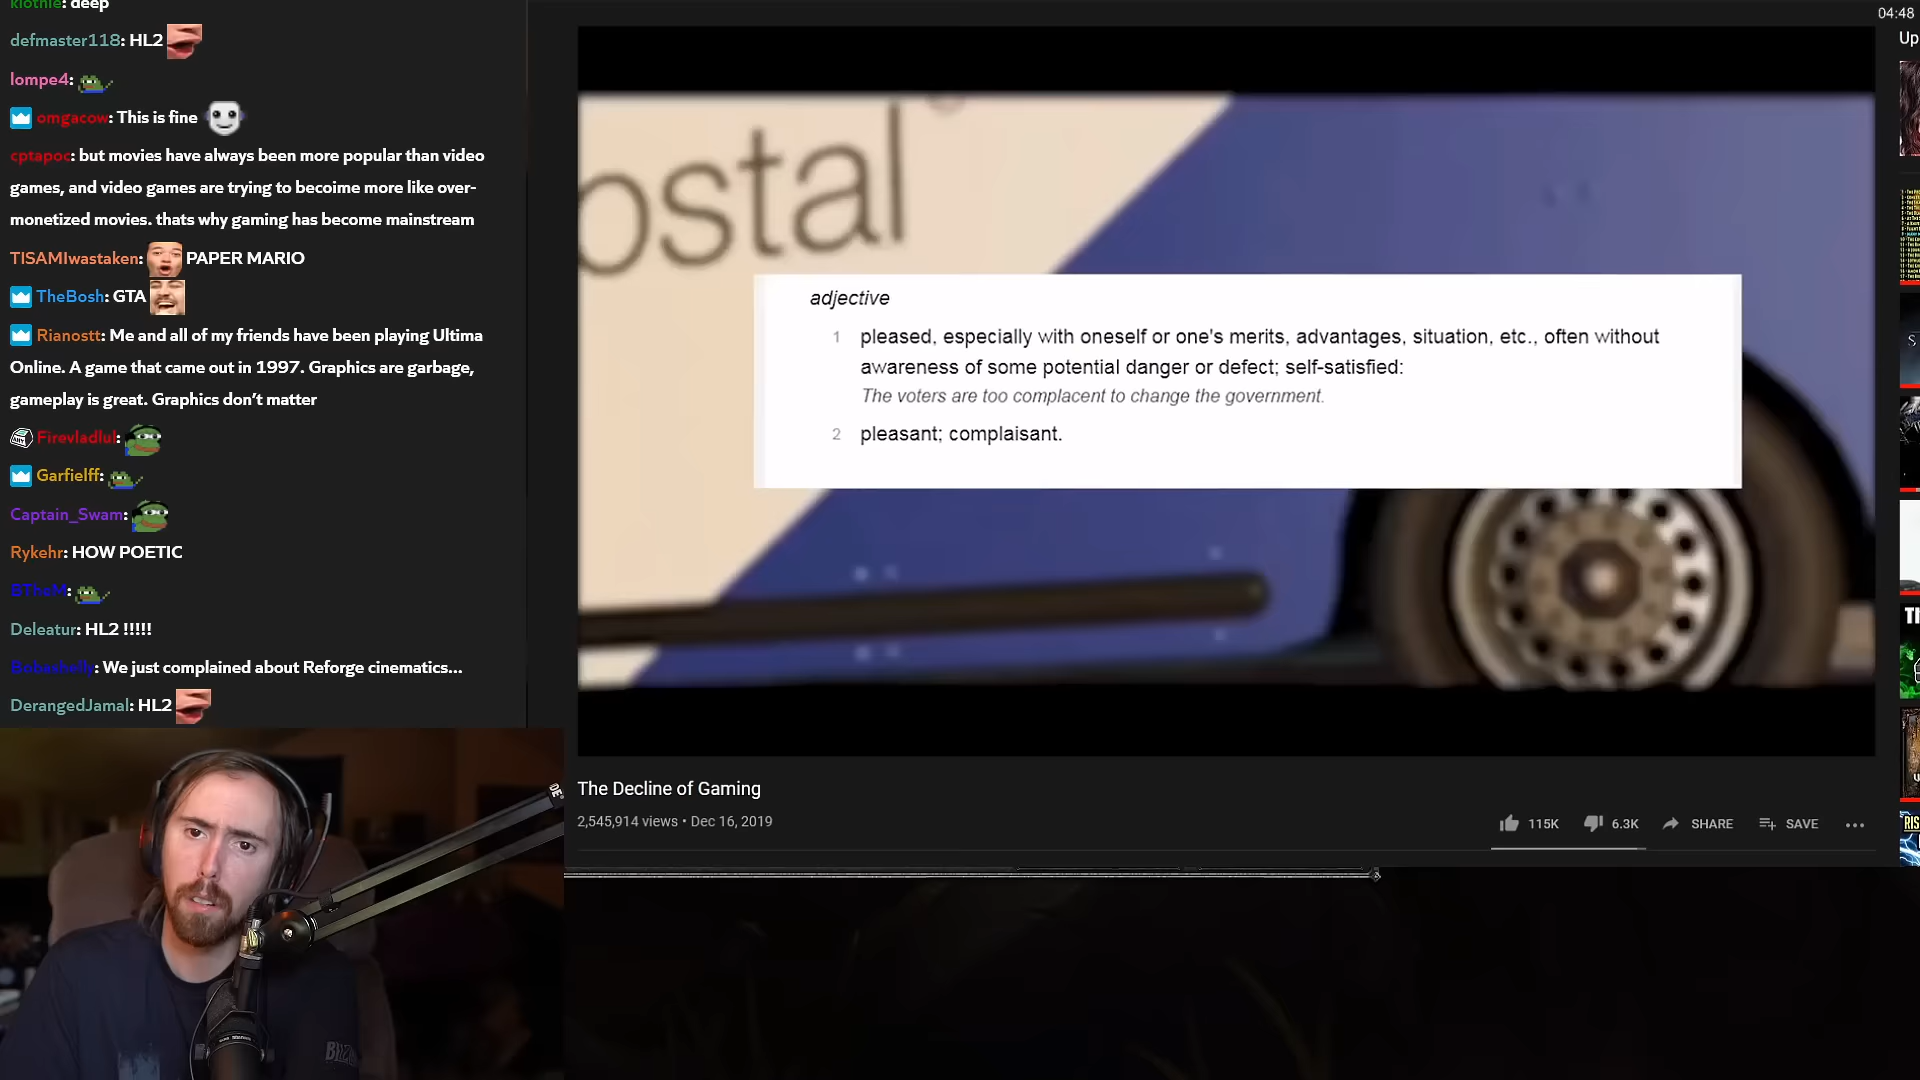 klothie: deep
defmaster118: HL2
lompe4:
omgacow: This is fine
cptapoc: but movies have always been more popular than video
games, and video games are trying to becoime more like over-
monetized movies. thats why gaming has become mainstream
TISAMIwastaken: PAPER MARIO
TheBosh: GTA
Rianostt: Me and all of my friends have been playing Ultima
Online. A game that came out in 1997. Graphics are garbage,
gameplay is great. Graphics don’t matter
Firevladlul:
Garfielff:
Captain_Swam:
Rykehr: HOW POETIC
BTheM:
Deleatur: HL2 !!!!!
Bobashelly: We just complained about Reforge cinematics...
DerangedJamal: HL2
04:48
Up
ostal
adjective
1 pleased, especially with oneself or one's merits, advantages, situation, etc., often without
awareness of some potential danger or defect; self-satisfied:
The voters are too complacent to change the government.
2 pleasant; complaisant.
The Decline of Gaming
2,545,914 views • Dec 16, 2019
115K 6.3K SHARE SAVE